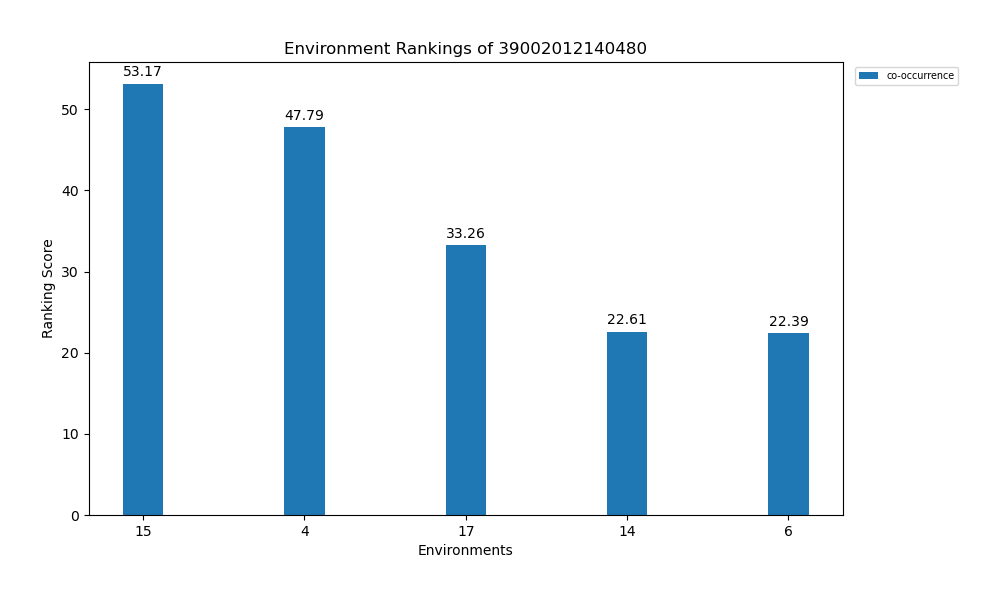 Environment Rankings of 39002012140480
co-occurrence
53.17
47.79
33.26
22.61
22.39
Ranking Score
50
40
30
20
10
0
15 4 17 14 6
Environments